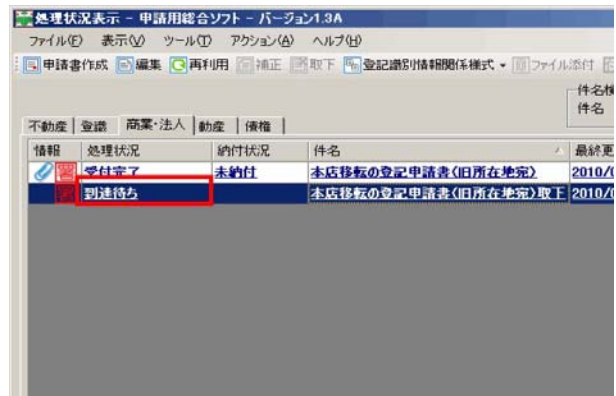 処理状況表示 - 申請用総合ソフト - バージョン1.3A
ファイル(F) 表示(V) ツール(T) アクション(A) ヘルプ(H)
申請書作成 編集 再利用 補正 取下 登記識別情報関係様式 ファイル添付
件名検
件名
不動産 登識 商業・法人 動産 債権
情報 処理状況 納付状況 件名 最終更
受付完了 未納付 本店移転の登記申請書(旧所在地宛) 2010/0
到達待ち 本店移転の登記申請書(旧所在地宛)取下 2010/0